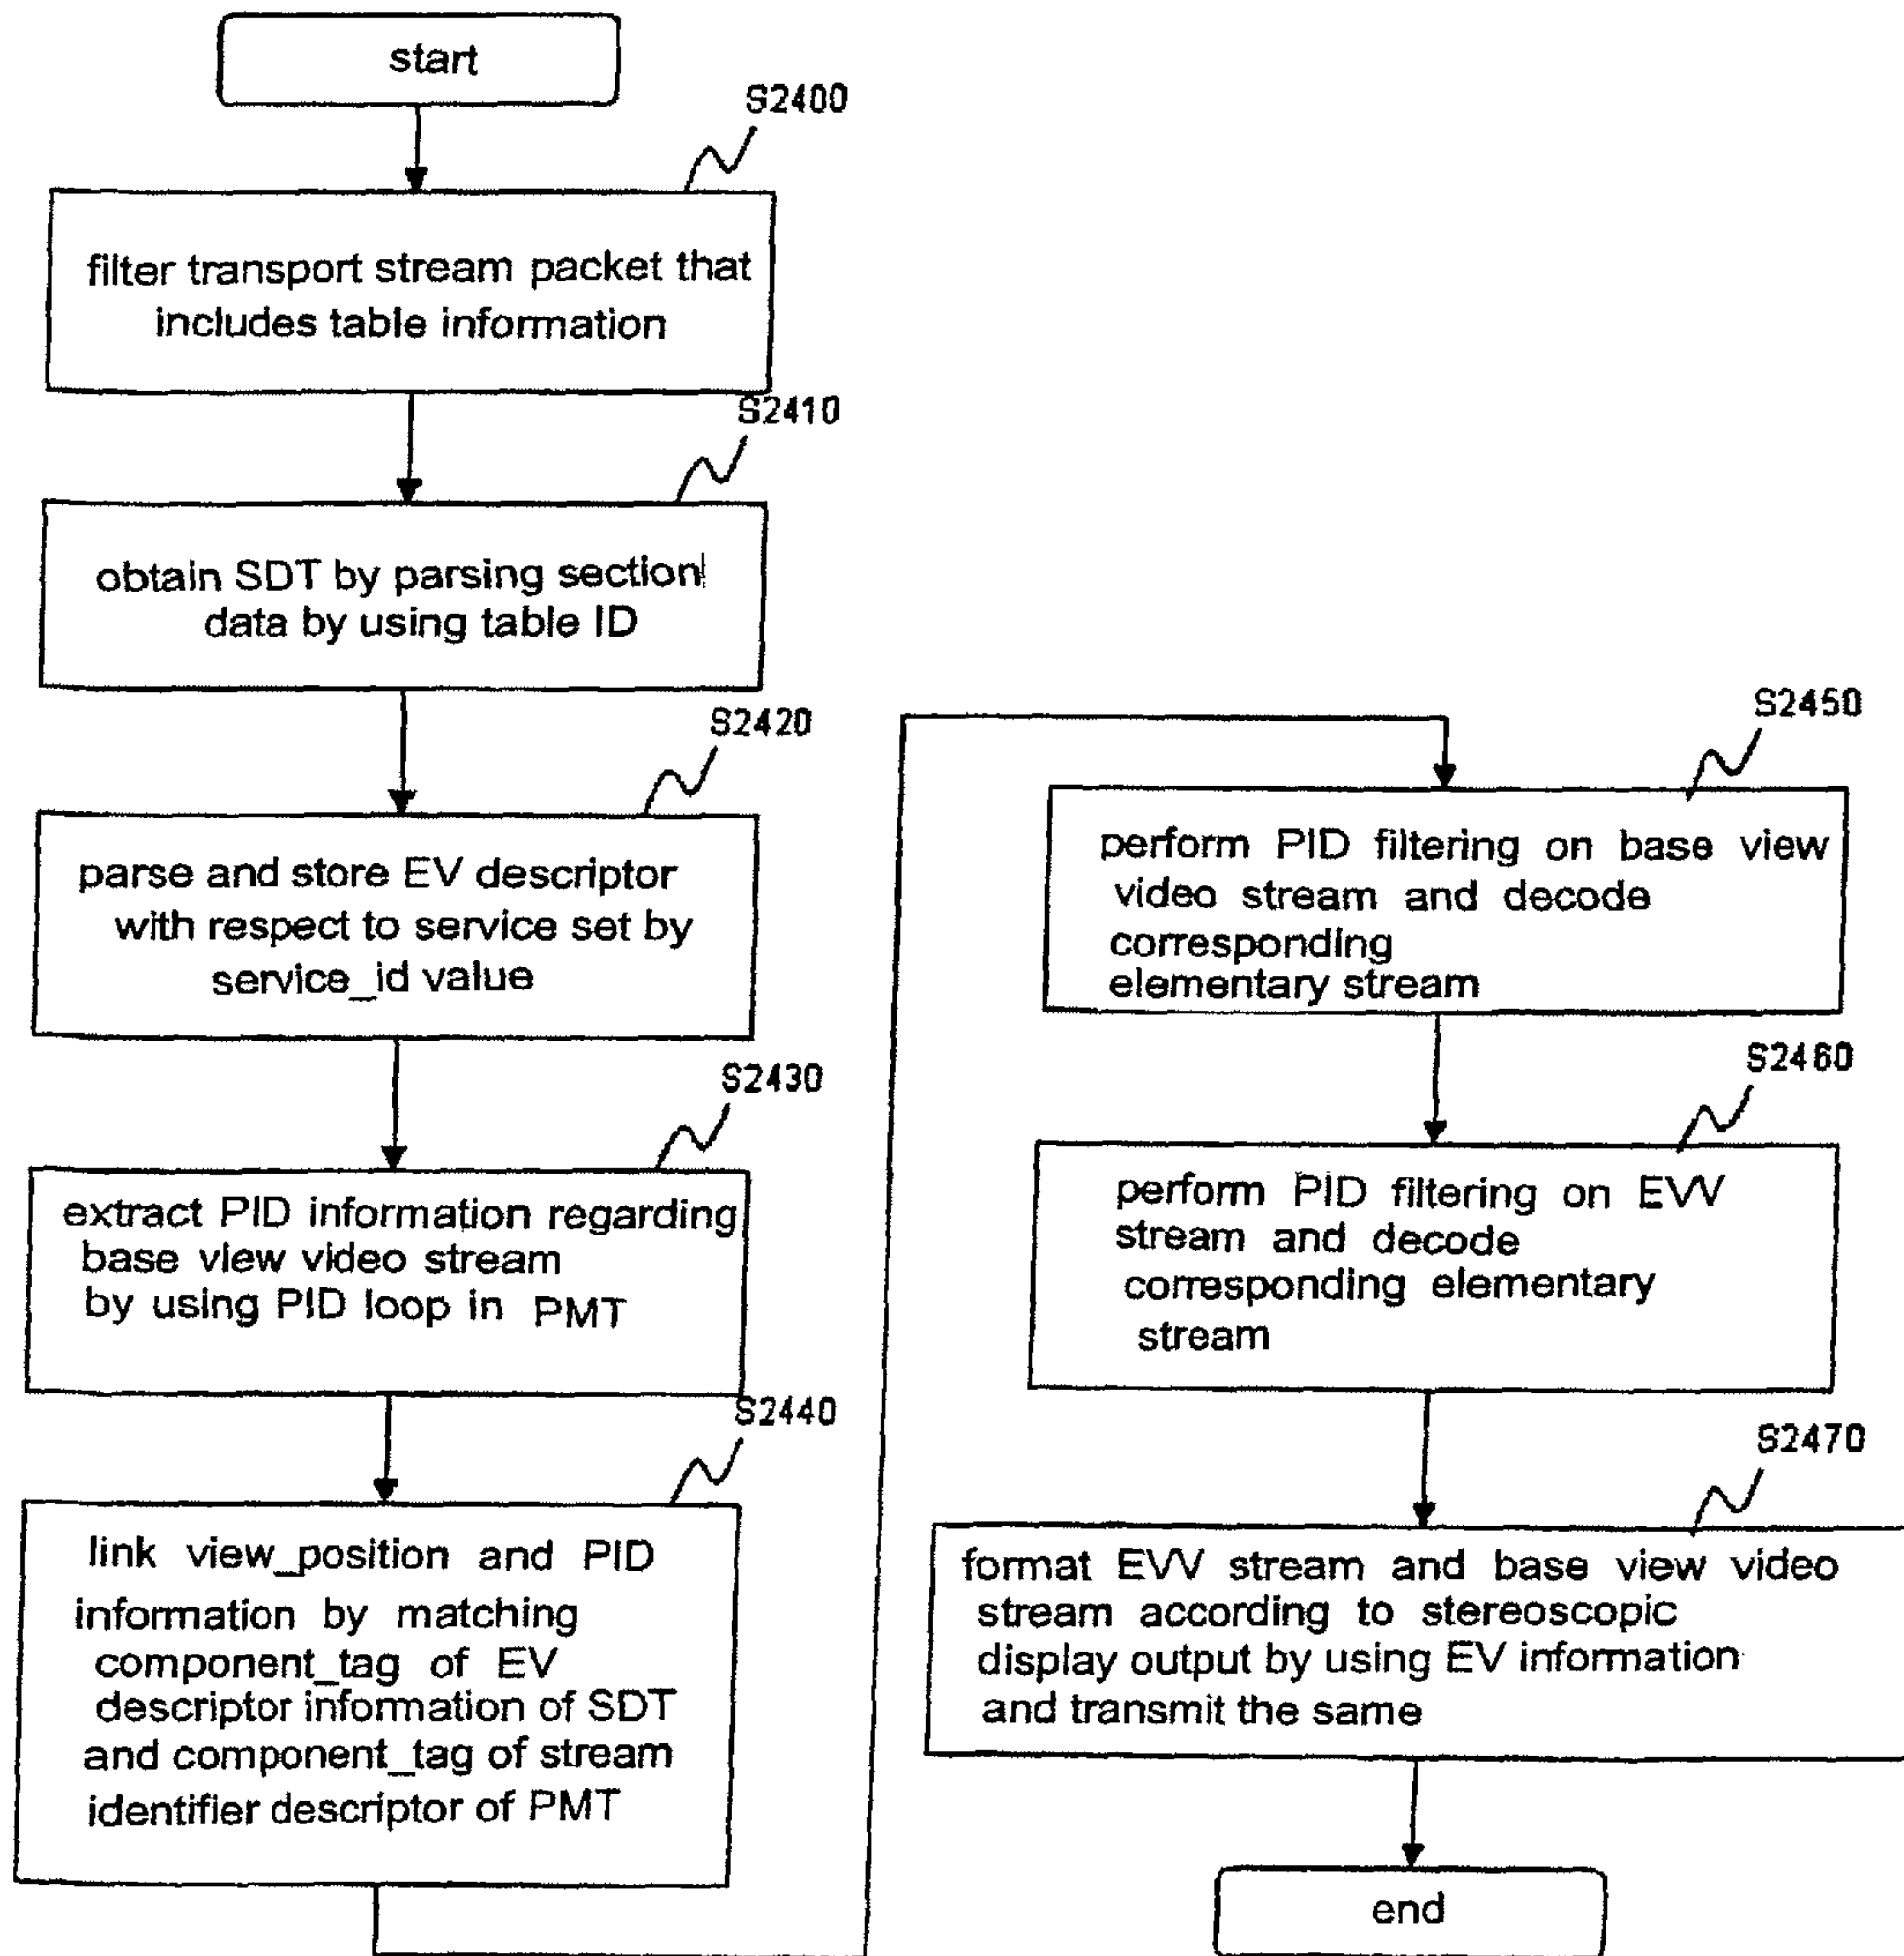 start
S2400
filter transport stream packet that
includes table information
S2410
obtain SDT by parsing section
data by using table ID
S2420
parse and store EV descriptor
with respect to service set by
service_id value
S2430
extract PID information regarding
base view video stream
by using PID loop in PMT
S2440
link view_position and PID
information by matching
component_tag of EV
descriptor information of SDT
and component_tag of stream
identifier descriptor of PMT
S2450
perform PID filtering on base view
video stream and decode
corresponding
elementary stream
S2460
perform PID filtering on EVV
stream and decode
corresponding elementary
stream
S2470
format EVV stream and base view video
stream according to stereoscopic
display output by using EV information
and transmit the same
end